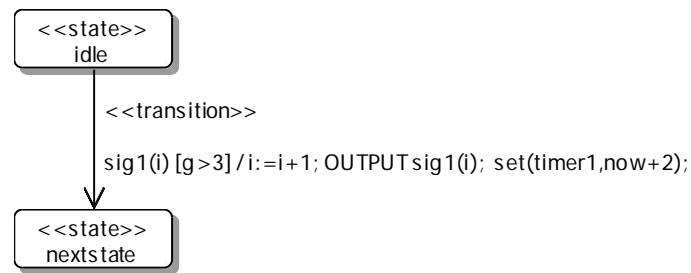 <<state>>
idle
<<transition>>
sig1(i) [g>3] / i:=i+1; OUTPUT sig1(i); set(timer1,now+2);
<<state>>
nextstate